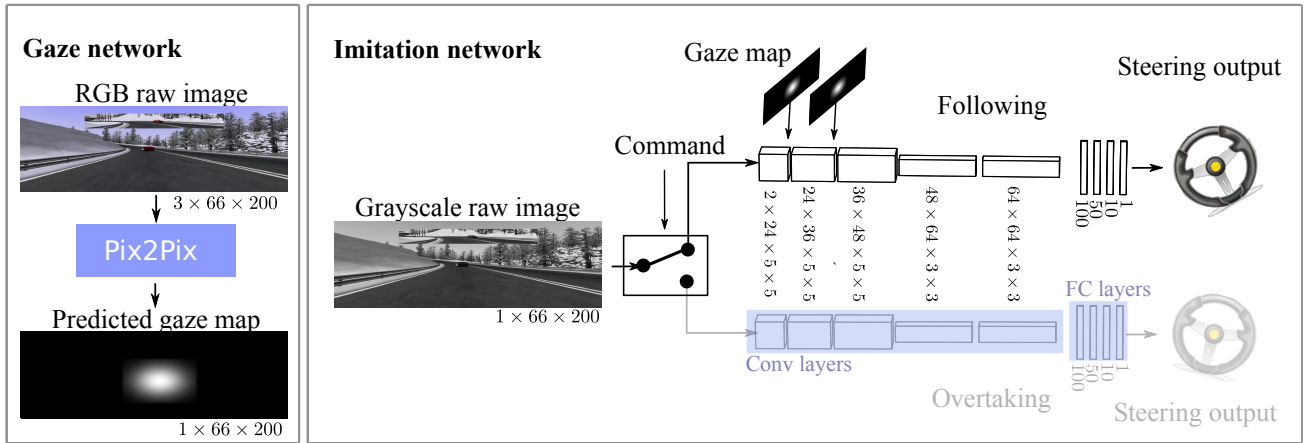 Gaze network
RGB raw image
3 × 66 × 200
Pix2Pix
Predicted gaze map
1 × 66 × 200
Imitation network
Gaze map
Steering output
Following
Command
Grayscale raw image
1 × 66 × 200
2 × 24 × 5 × 5
24 × 36 × 5 × 5
36 × 48 × 5 × 5
48 × 64 × 3 × 3
64 × 64 × 3 × 3
100
50
10
1
FC layers
Conv layers
100
50
10
1
Overtaking
Steering output